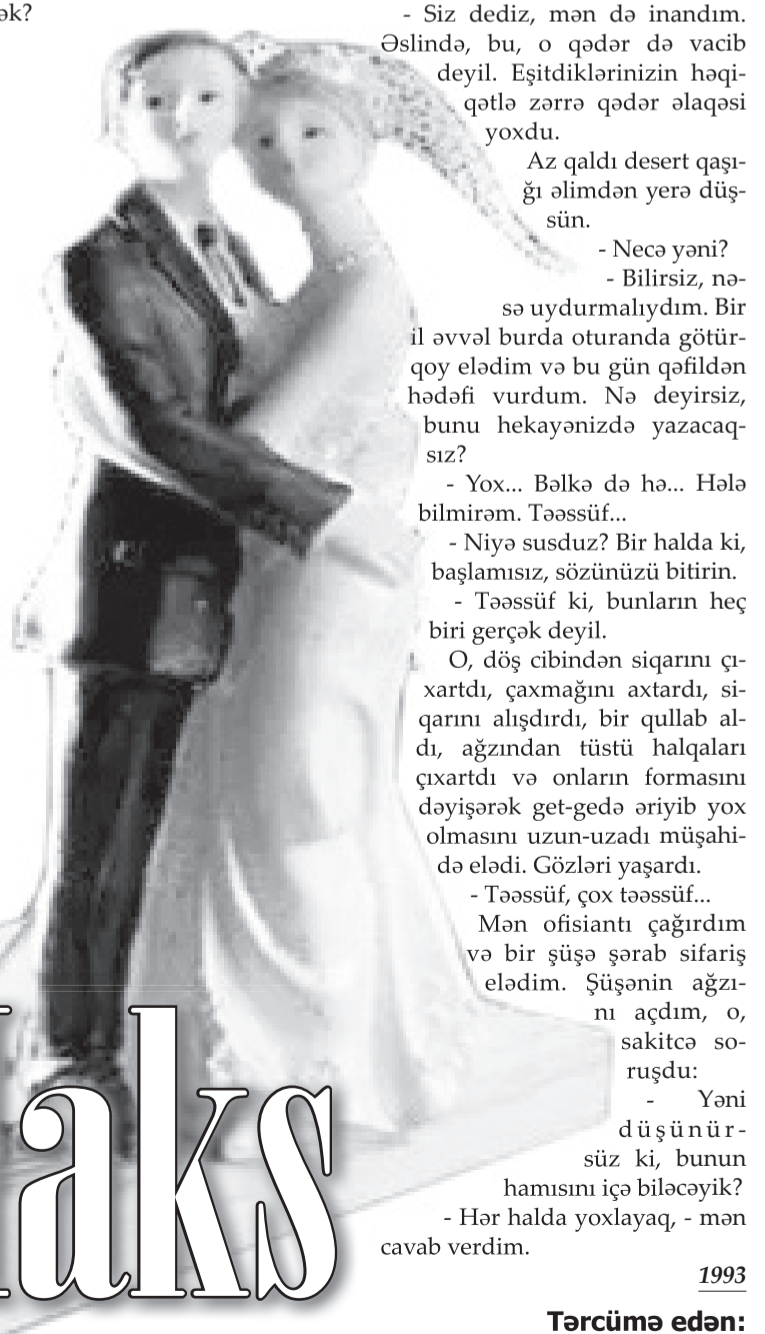 ək?
- Siz dediz, mən də inandım.
Əslində, bu, o qədər də vacib
deyil. Eşitdiklərinizin həqi-
qətlə zərrə qədər əlaqəsi
yoxdu.
Az qaldı desert qaşı-
ğı əlimdən yerə düş-
sün.
- Necə yəni?
- Bilirsiz, nə-
sə uydurmalıydım. Bir
il əvvəl burda oturanda götür-
qoy elədim və bu gün qəfildən
hədəfi vurdum. Nə deyirsiz,
bunu hekayənizdə yazacaq-
sız?
- Yox... Bəlkə də hə... Hələ
bilmirəm. Təəssüf...
- Niyə susduz? Bir halda ki,
başlamısız, sözünüzü bitirin.
- Təəssüf ki, bunların heç
biri gerçək deyil.
O, döş cibindən siqarını çı-
xartdı, çaxmağını axtardı, si-
qarını alışdırdı, bir qullab al-
dı, ağzından tüstü halqaları
çıxartdı və onların formasını
dəyişərək get-gedə əriyib yox
olmasını uzun-uzadı müşahi-
də elədi. Gözləri yaşardı.
- Təəssüf, çox təəssüf...
Mən ofisiantı çağırdım
və bir şüşə şərab sifariş
elədim. Şüşənin ağzı-
nı açdım, o,
sakitcə so-
ruşdu:
- Yəni
düşünür-
süz ki, bunun
hamısını içə biləcəyik?
- Hər halda yoxlayaq, - mən
cavab verdim.
1993
Tərcümə edən:
aks